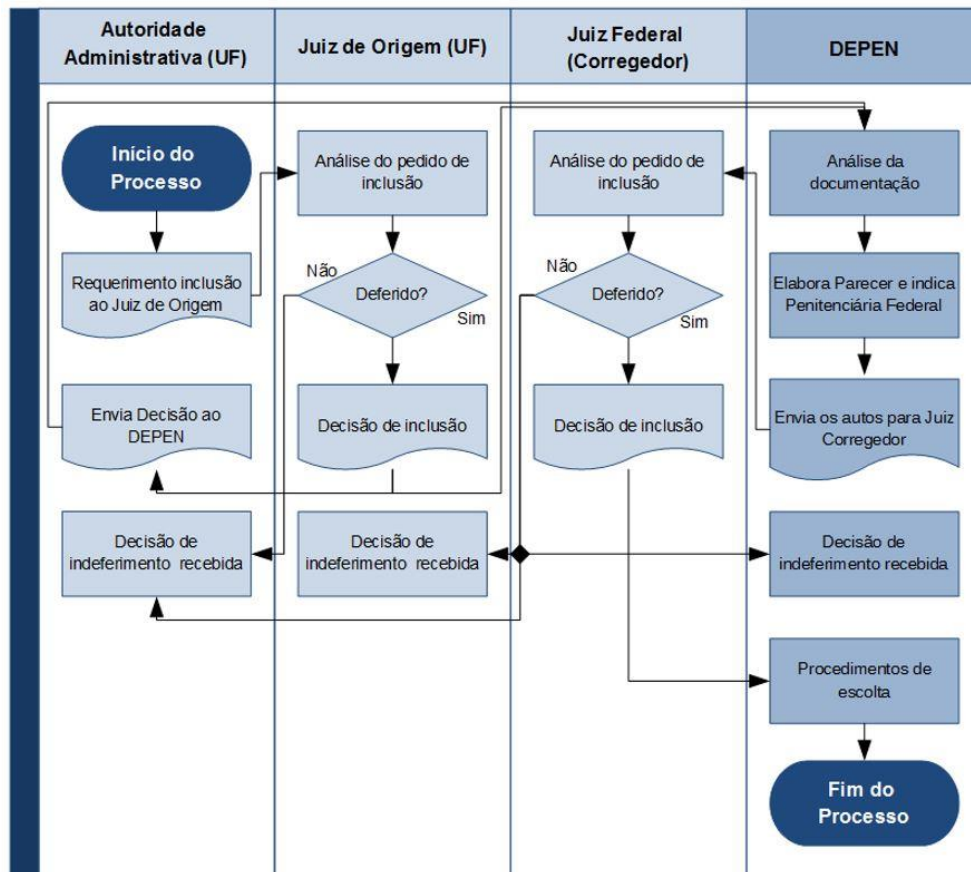 Autoridade
Administrativa (UF)
Juiz de Origem (UF)
Juiz Federal
(Corregedor)
DEPEN
Início do
Processo
Análise do pedido de
inclusão
Análise do pedido de
inclusão
Análise da
documentação
Requerimento inclusão
ao Juiz de Origem
Não
Deferido?
Sim
Não
Deferido?
Sim
Elabora Parecer e indica
Penitenciária Federal
Envia Decisão ao
DEPEN
Decisão de inclusão
Decisão de inclusão
Envia os autos para Juiz
Corregedor
Decisão de
indeferimento recebida
Decisão de
indeferimento recebida
Decisão de
indeferimento recebida
Procedimentos de
escolta
Fim do
Processo